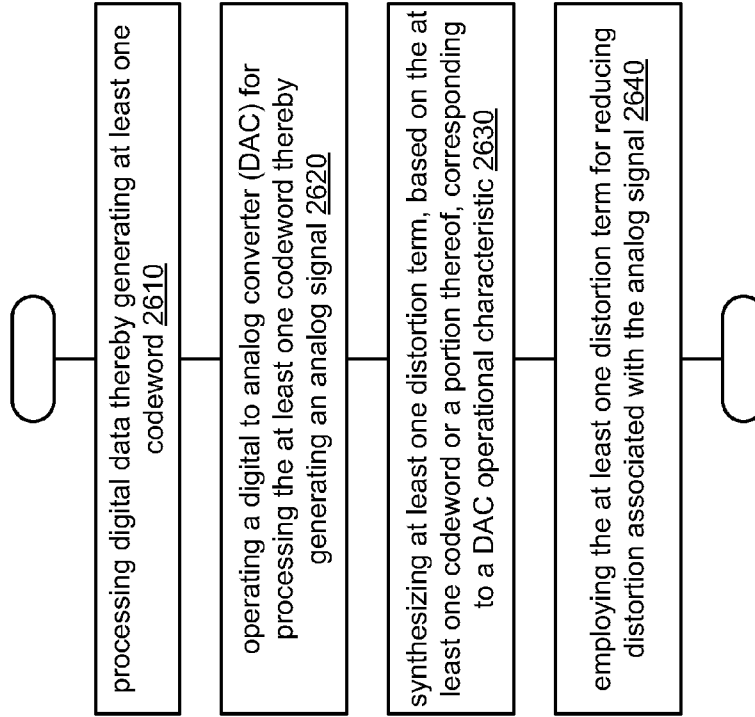 processing digital data thereby generating at least one
codeword 2610
operating a digital to analog converter (DAC) for
processing the at least one codeword thereby
generating an analog signal 2620
synthesizing at least one distortion term, based on the at
least one codeword or a portion thereof, corresponding
to a DAC operational characteristic 2630
employing the at least one distortion term for reducing
distortion associated with the analog signal 2640